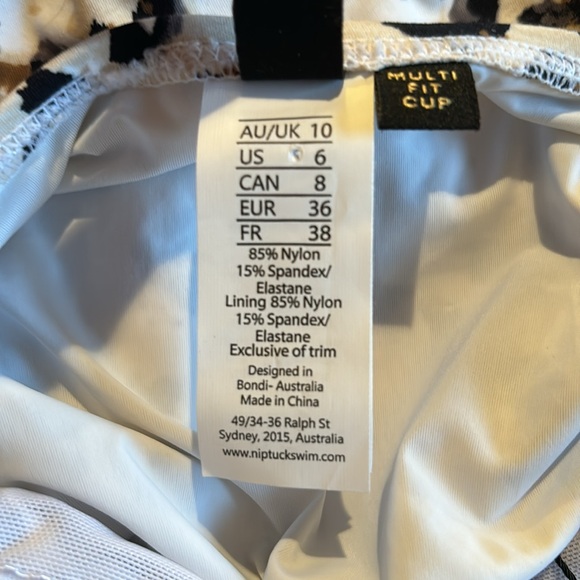 MULTI
FIT
CUP
AU/UK 10
US 6
CAN 8
EUR 36
FR 38
85% Nylon
15% Spandex/
Elastane
Lining 85% Nylon
15% Spandex/
Elastane
Exclusive of trim
Designed in
Bondi- Australia
Made in China
49/34-36 Ralph St
Sydney, 2015, Australia
www.niptuckswim.com